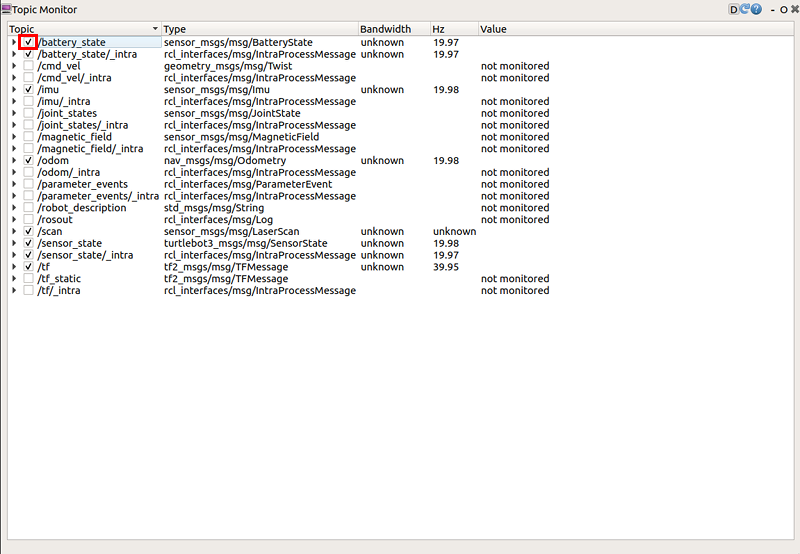 Topic Monitor D ? - O
Topic Type Bandwidth Hz Value
/battery_state sensor_msgs/msg/BatteryState unknown 19.97
/battery_state/_intra rcl_interfaces/msg/IntraProcessMessage unknown 19.97
/cmd_vel geometry_msgs/msg/Twist not monitored
/cmd_vel/_intra rcl_interfaces/msg/IntraProcessMessage not monitored
/imu sensor_msgs/msg/Imu unknown 19.98
/imu/_intra rcl_interfaces/msg/IntraProcessMessage not monitored
/joint_states sensor_msgs/msg/JointState not monitored
/joint_states/_intra rcl_interfaces/msg/IntraProcessMessage not monitored
/magnetic_field sensor_msgs/msg/MagneticField not monitored
/magnetic_field/_intra rcl_interfaces/msg/IntraProcessMessage not monitored
/odom nav_msgs/msg/Odometry unknown 19.98
/odom/_intra rcl_interfaces/msg/IntraProcessMessage not monitored
/parameter_events rcl_interfaces/msg/ParameterEvent not monitored
/parameter_events/_intra rcl_interfaces/msg/IntraProcessMessage not monitored
/robot_description std_msgs/msg/String not monitored
/rosout rcl_interfaces/msg/Log not monitored
/scan sensor_msgs/msg/LaserScan unknown unknown
/sensor_state turtlebot3_msgs/msg/SensorState unknown 19.98
/sensor_state/_intra rcl_interfaces/msg/IntraProcessMessage unknown 19.97
/tf tf2_msgs/msg/TFMessage unknown 39.95
/tf_static tf2_msgs/msg/TFMessage not monitored
/tf/_intra rcl_interfaces/msg/IntraProcessMessage not monitored